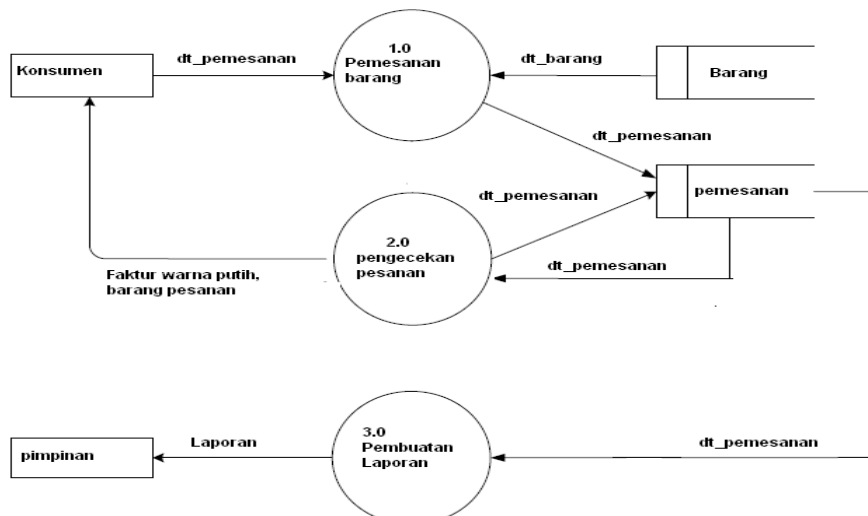 1.0
Pemesanan
barang
dt_pemesanan
dt_barang
Konsumen
Barang
dt_pemesanan
dt_pemesanan
pemesanan
2.0
pengecekan
pesanan
dt_pemesanan
Faktur warna putih,
barang pesanan
3.0
Pembuatan
Laporan
Laporan
dt_pemesanan
pimpinan